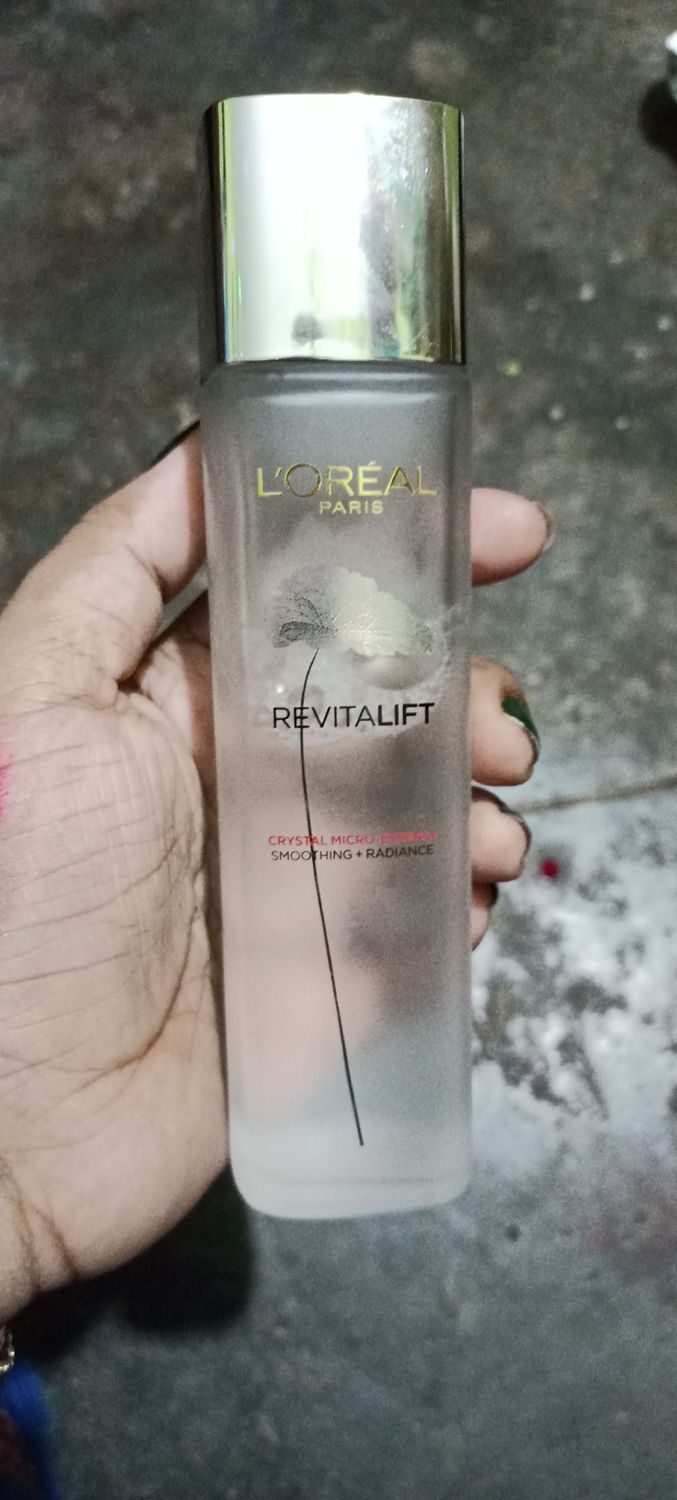 L'ORÉAL
PARIS
REVITALIFT
CRYSTAL MICRO-ESSENCE
SMOOTHING + RADIANCE